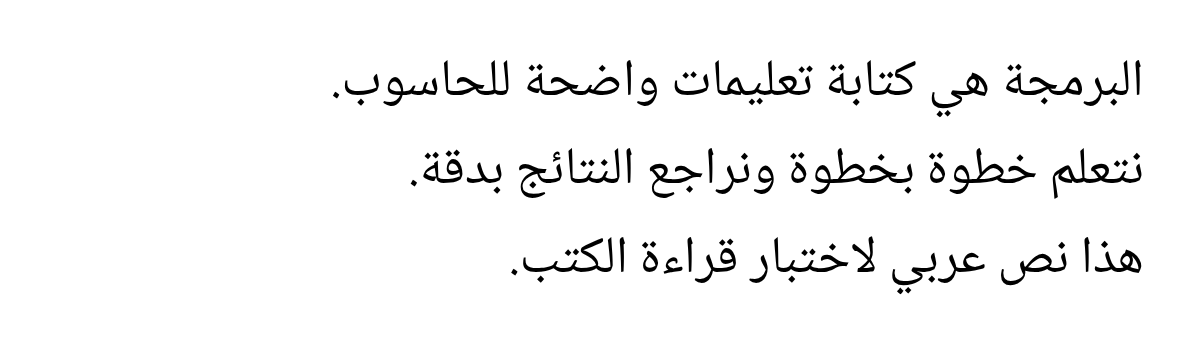 البرمجة هي كتابة تعليمات واضحة للحاسوب.
نتعلم خطوة بخطوة ونراجع النتائج بدقة.
هذا نص عربي لاختبار قراءة الكتب.